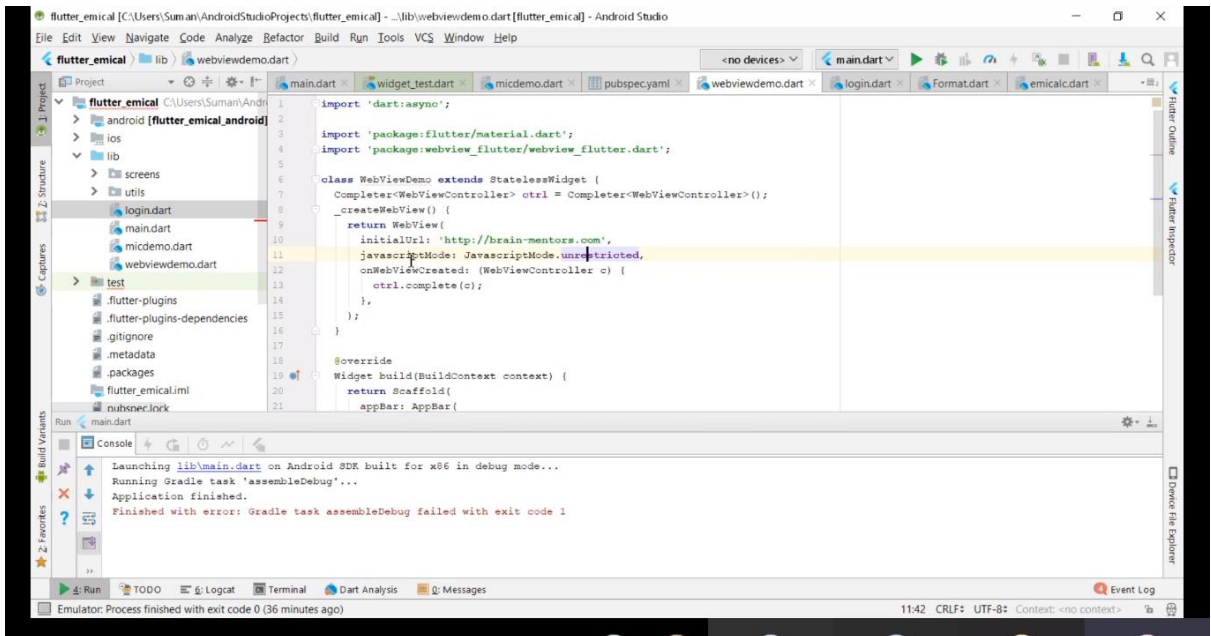 flutter_emical [C:\Users\Suman\AndroidStudioProjects\flutter_emical] - ...\lib\webviewdemo.dart [flutter_emical] - Android Studio
File Edit View Navigate Code Analyze Refactor Build Run Tools VCS Window Help
flutter_emical lib webviewdemo.dart <no devices> main.dart
Project main.dart widget_test.dart micdemo.dart pubspec.yaml webviewdemo.dart login.dart Format.dart emicalc.dart
1: Project
Structure
Captures
Build Variants
2: Favorites
flutter_emical C:\Users\Suman\Andr
android [flutter_emical_android]
ios
lib
screens
utils
login.dart
main.dart
micdemo.dart
webviewdemo.dart
test
.flutter-plugins
.flutter-plugins-dependencies
.gitignore
.metadata
.packages
flutter_emical.iml
pubspec.lock
1 import 'dart:async';
2
3 import 'package:flutter/material.dart';
4 import 'package:webview_flutter/webview_flutter.dart';
5
6 class WebViewDemo extends StatelessWidget {
7 Completer<WebViewController> ctrl = Completer<WebViewController>();
8 _createWebView() {
9 return WebView(
10 initialUrl: 'http://brain-mentors.com',
11 javascriptMode: JavascriptMode.unrestricted,
12 onWebViewCreated: (WebViewController c) {
13 ctrl.complete(c);
14 },
15 );
16 }
17
18 @override
19 Widget build(BuildContext context) {
20 return Scaffold(
21 appBar: AppBar(
Flutter Outline
Flutter Inspector
Device File Explorer
Run main.dart
Console
Launching lib\main.dart on Android SDK built for x86 in debug mode...
Running Gradle task 'assembleDebug'...
Application finished.
Finished with error: Gradle task assembleDebug failed with exit code 1
4: Run TODO 6: Logcat Terminal Dart Analysis 0: Messages Event Log
Emulator: Process finished with exit code 0 (36 minutes ago) 11:42 CRLF UTF-8 Context: <no context>